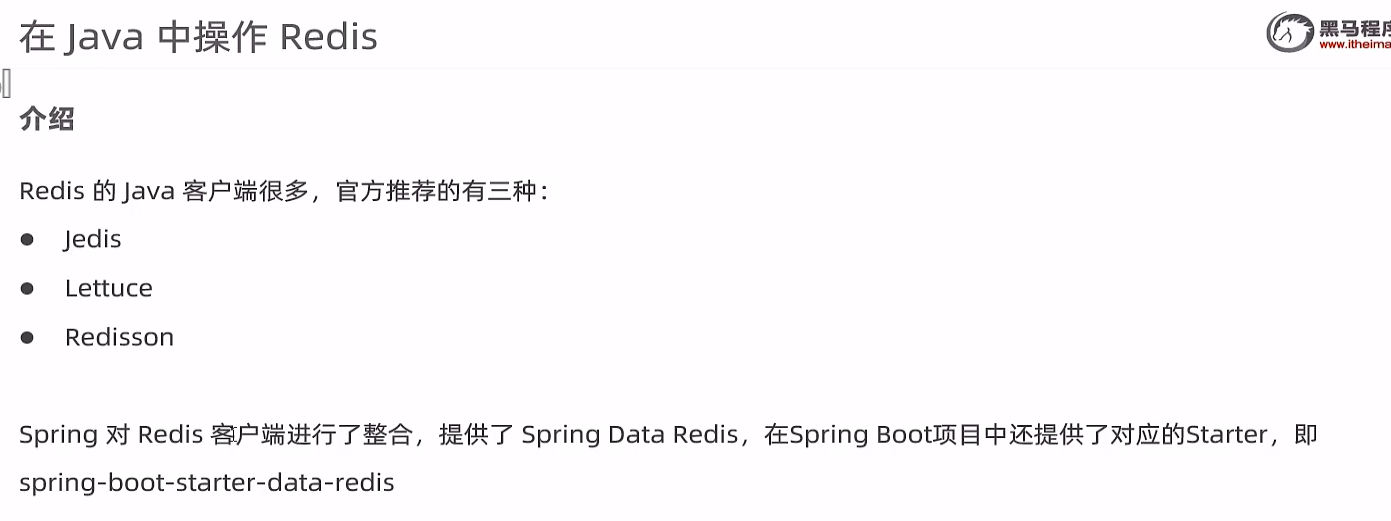 在 Java 中操作 Redis
黑马程序
www.itheima
介绍
Redis 的 Java 客户端很多，官方推荐的有三种：
● Jedis
● Lettuce
● Redisson
Spring 对 Redis 客户端进行了整合，提供了 Spring Data Redis，在Spring Boot项目中还提供了对应的Starter，即
spring-boot-starter-data-redis